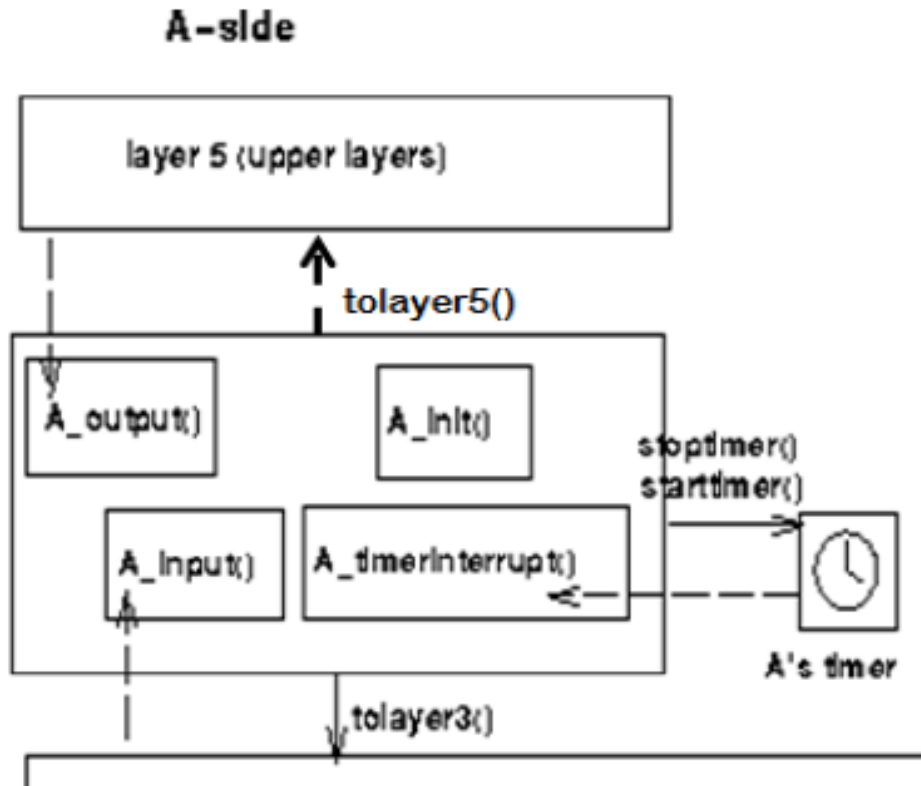 A-side
layer 5 (upper layers)
tolayer5()
A_output()
A_init()
stoptimer()
starttimer()
A_input()
A_timerinterrupt()
A's timer
tolayer3()